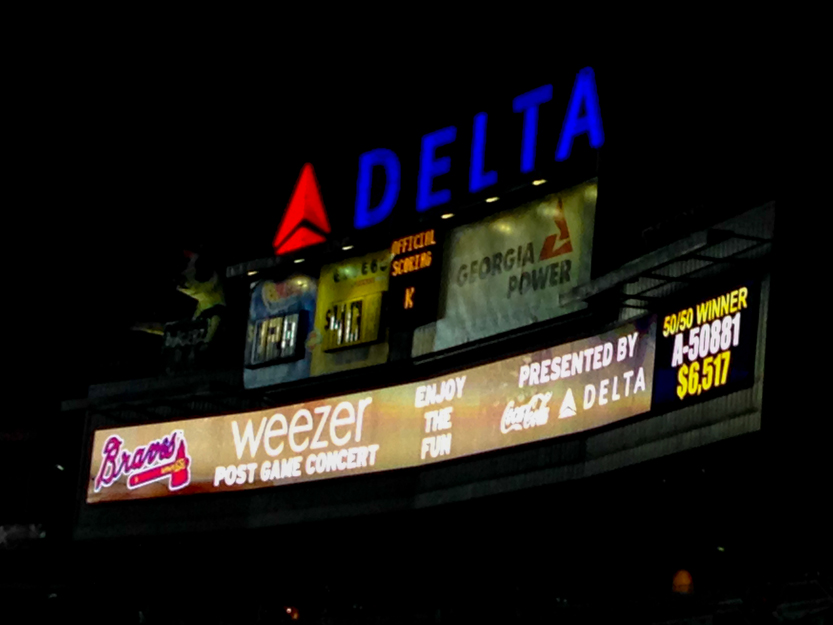 DELTA
OFFICIAL
SCORING
K
GEORGIA
POWER
Braves
weezer
POST GAME CONCERT
ENJOY
THE
FUN
PRESENTED BY
Coca-Cola DELTA
50/50 WINNER
A-50881
$6,517